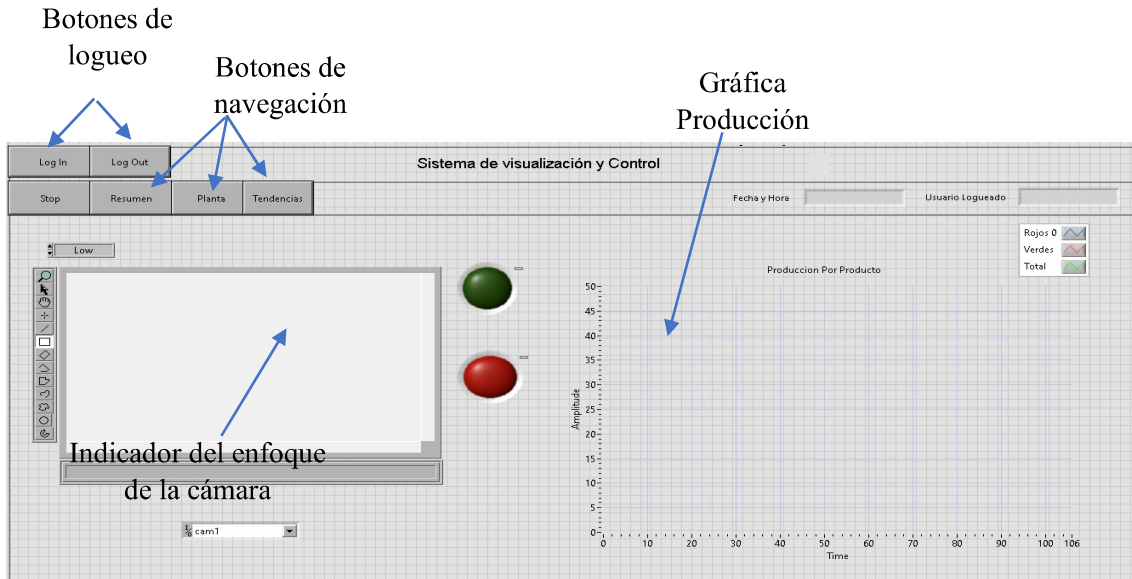 Botones de
logueo
Botones de
navegación
Gráfica
Producción
Log In
Log Out
Sistema de visualización y Control
Stop
Resumen
Planta
Tendencias
Fecha y Hora
Usuario Logueado
Low
Rojos 0
Verdes
Total
Produccion Por Producto
50
45
40
35
30
25
20
15
10
5
0
Amplitude
0 10 20 30 40 50 60 70 80 90 100 106
Time
Indicador del enfoque
de la cámara
cam1